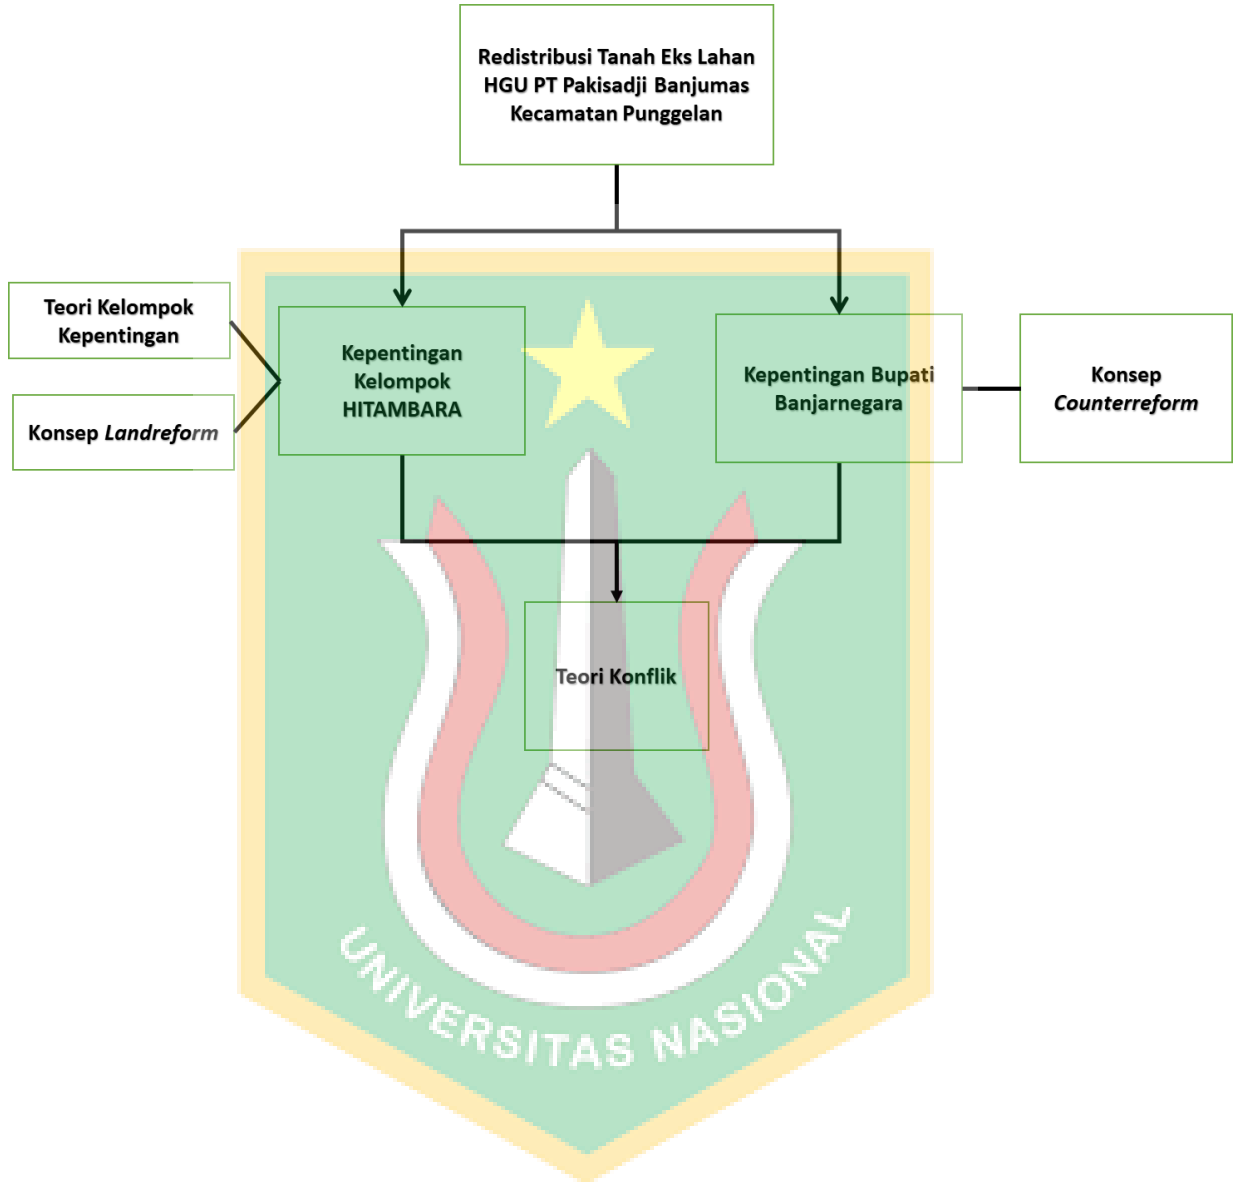 Redistribusi Tanah Eks Lahan
HGU PT Pakisadji Banjumas
Kecamatan Punggelan
Teori Kelompok
Kepentingan
Konsep Landreform
Kepentingan
Kelompok
HITAMBARA
Kepentingan Bupati
Banjarnegara
Konsep
Counterreform
Teori Konflik
UNIVERSITAS NASIONAL